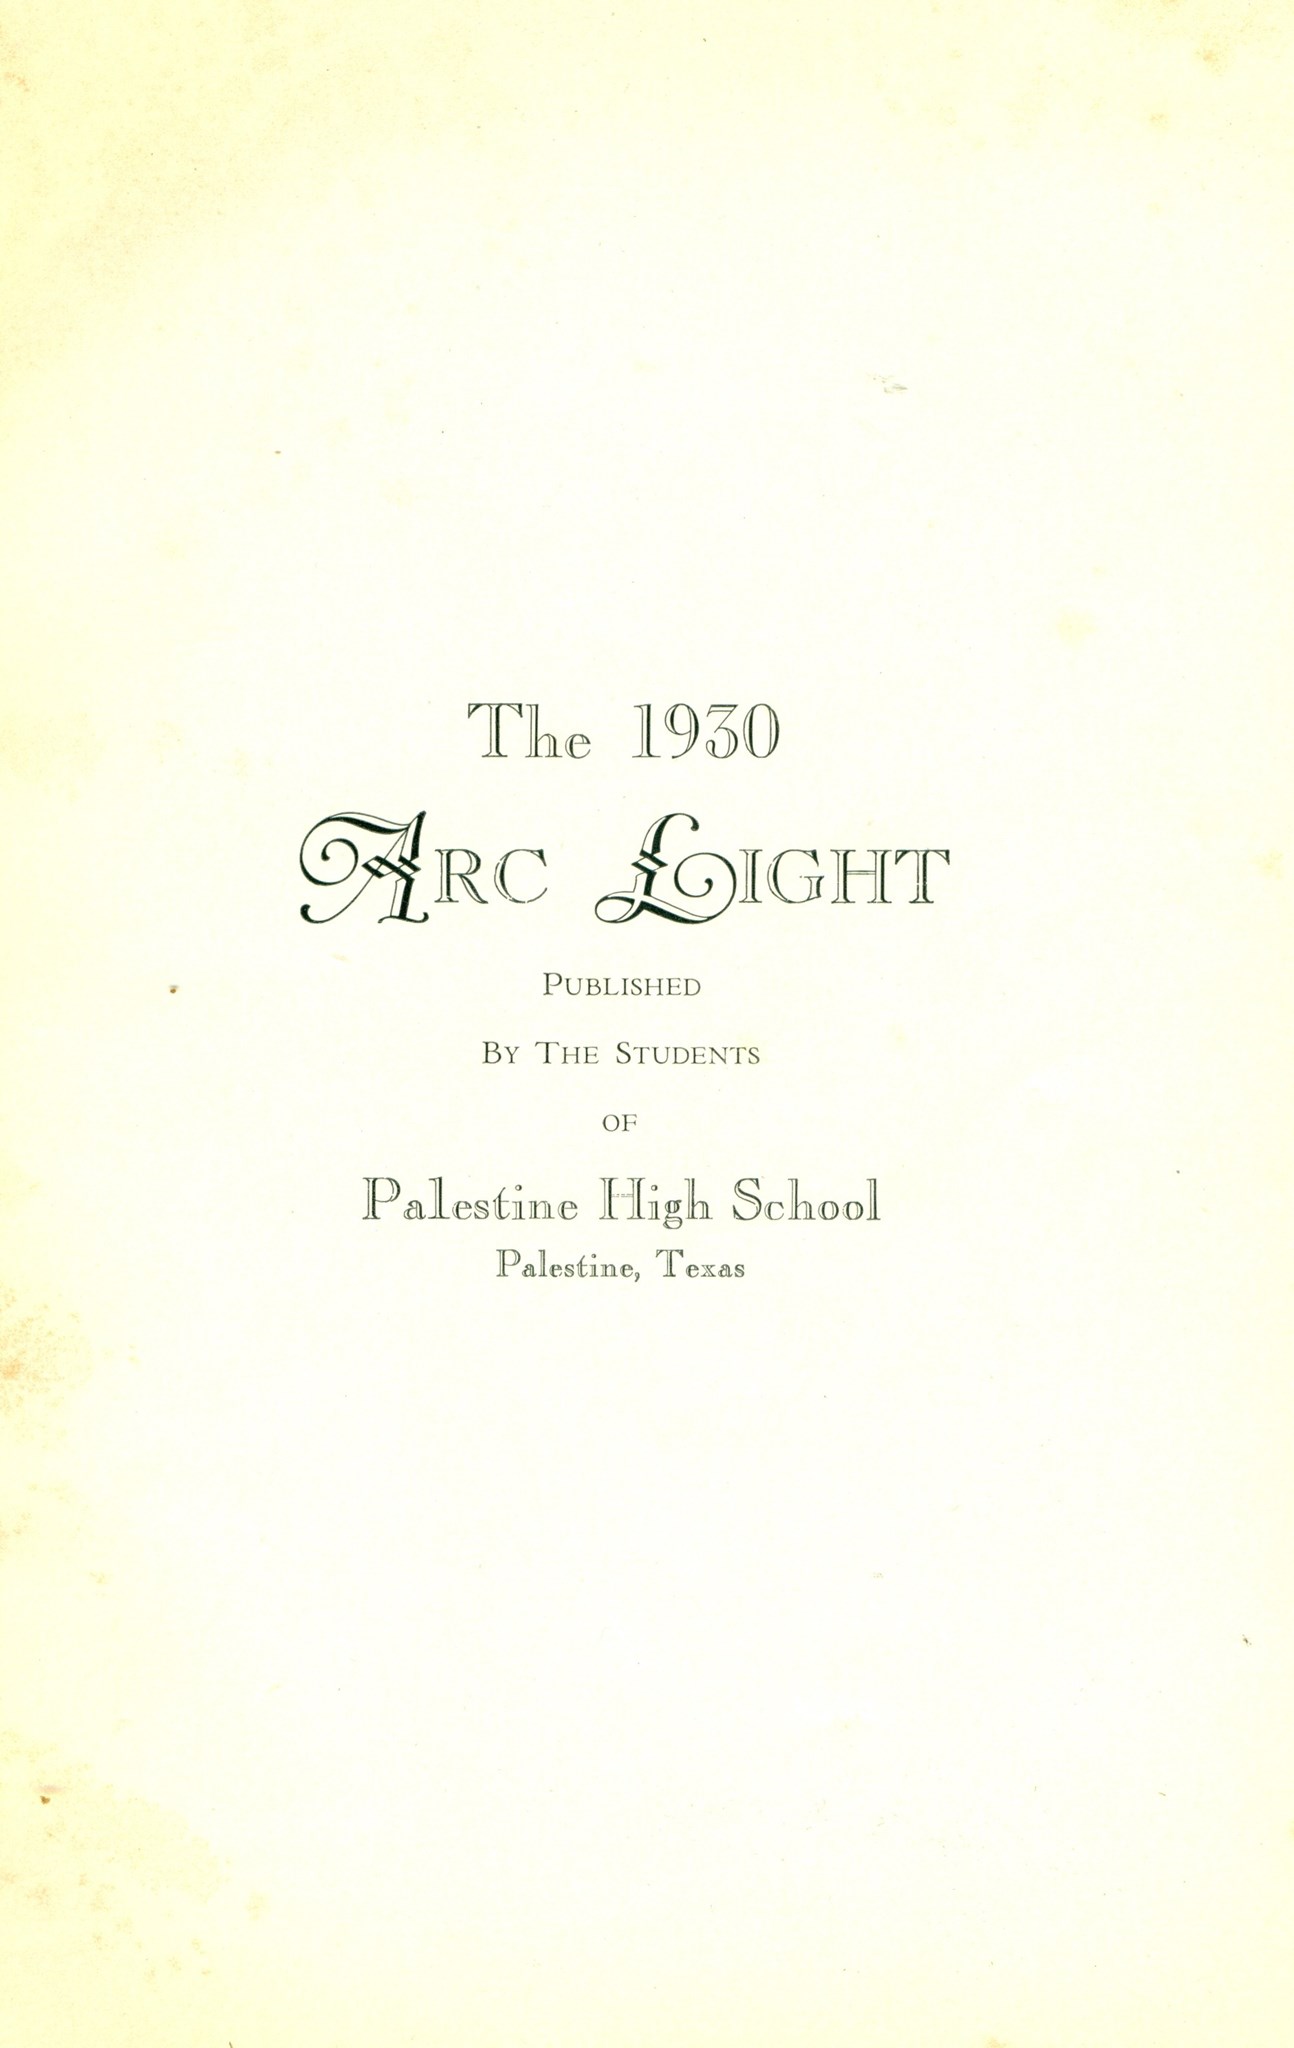 The 1930
ARC LIGHT
PUBLISHED
BY THE STUDENTS
OF
Palestine High School
Palestine, Texas